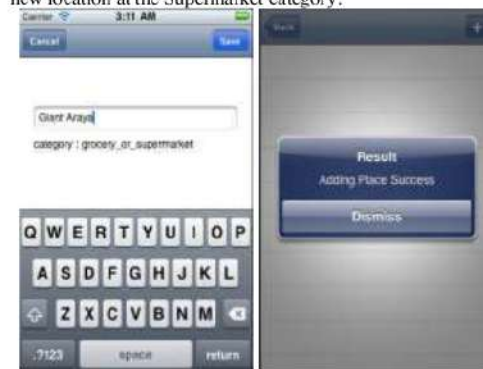 new location at the Supermarket category.
Carrier 3:11 AM
Cancel Save
Giant Araya
category : grocery_or_supermarket
Q W E R T Y U I O P
A S D F G H J K L
Z X C V B N M
.?123 space return
Back +
Result
Adding Place Success
Dismiss